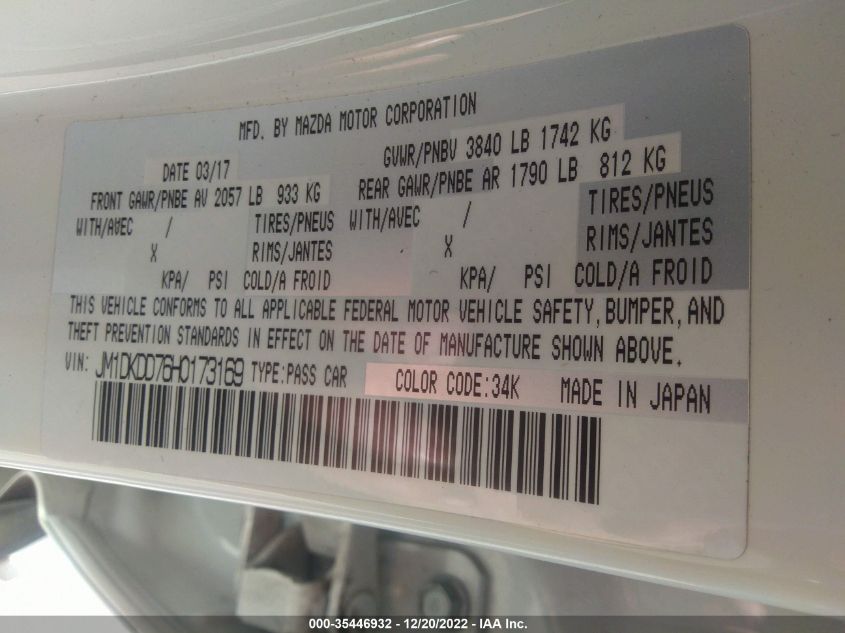 MFD. BY MAZDA MOTOR CORPORATION
DATE 03/17 GVWR/PNBV 3840 LB 1742 KG
FRONT GAWR/PNBE AV 2057 LB 933 KG REAR GAWR/PNBE AR 1790 LB 812 KG
WITH/AVEC / TIRES/PNEUS WITH/AVEC / TIRES/PNEUS
X RIMS/JANTES X RIMS/JANTES
KPA/ PSI COLD/A FROID KPA/ PSI COLD/A FROID
THIS VEHICLE CONFORMS TO ALL APPLICABLE FEDERAL MOTOR VEHICLE SAFETY, BUMPER, AND
THEFT PREVENTION STANDARDS IN EFFECT ON THE DATE OF MANUFACTURE SHOWN ABOVE.
VIN: JM1DKDD76H0173169 TYPE:PASS CAR COLOR CODE:34K MADE IN JAPAN
000-35446932 - 12/20/2022 - IAA Inc.